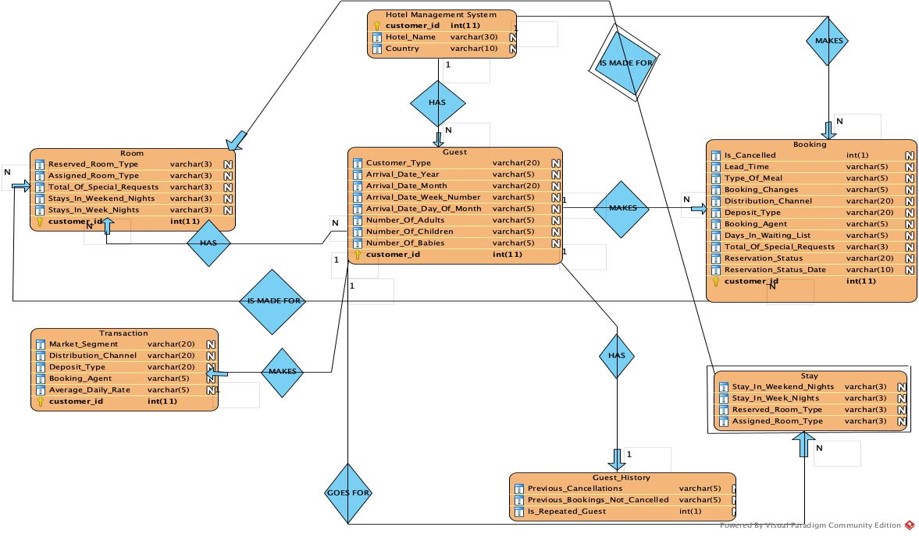 Hotel Management System
customer_id int(11)
Hotel_Name varchar(30) N
Country varchar(10) N
1
MAKES
N
IS MADE FOR
1
HAS
N
Room
Reserved_Room_Type varchar(3) N
Assigned_Room_Type varchar(3) N
Total_Of_Special_Requests varchar(3) N
Stays_In_Weekend_Nights varchar(3) N
Stays_In_Week_Nights varchar(3) N
customer_id int(11)
N
N
HAS
N
Guest
Customer_Type varchar(20) N
Arrival_Date_Year varchar(5) N
Arrival_Date_Month varchar(20) N
Arrival_Date_Week_Number varchar(5) N
Arrival_Date_Day_Of_Month varchar(5) N
Number_Of_Adults varchar(5) N
Number_Of_Children varchar(5) N
Number_Of_Babies varchar(5) N
customer_id int(11)
1
MAKES
N
1
1
1
Booking
Is_Cancelled int(1) N
Lead_Time varchar(5) N
Type_Of_Meal varchar(5) N
Booking_Changes varchar(5) N
Distribution_Channel varchar(20) N
Deposit_Type varchar(20) N
Booking_Agent varchar(5) N
Days_In_Waiting_List varchar(5) N
Total_Of_Special_Requests varchar(3) N
Reservation_Status varchar(20) N
Reservation_Status_Date varchar(10) N
customer_id int(11)
N
IS MADE FOR
Transaction
Market_Segment varchar(20) N
Distribution_Channel varchar(20) N
Deposit_Type varchar(20) N
Booking_Agent varchar(5) N
Average_Daily_Rate varchar(5) N
customer_id int(11)
1
MAKES
HAS
1
Stay
Stay_In_Weekend_Nights varchar(3) N
Stay_In_Week_Nights varchar(3) N
Reserved_Room_Type varchar(3) N
Assigned_Room_Type varchar(3) N
N
GOES FOR
Guest_History
Previous_Cancellations varchar(5)
Previous_Bookings_Not_Cancelled varchar(5)
Is_Repeated_Guest int(1)
Powered By Visual Paradigm Community Edition